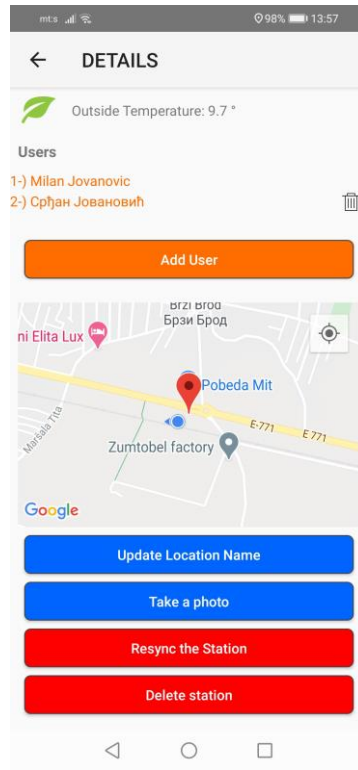 mt:s 98% 13:57
DETAILS
Outside Temperature: 9.7 °
Users
1-) Milan Jovanovic
2-) Срђан Јовановић
Add User
Brzi Brod
Брзи Брод
ni Elita Lux
Pobeda Mit
Maršala Tita
E-771
E 771
Zumtobel factory
Google
Update Location Name
Take a photo
Resync the Station
Delete station